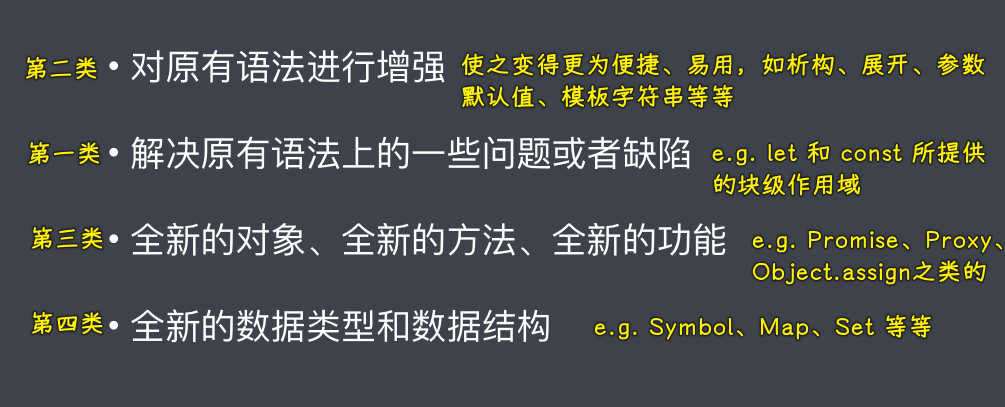 第二类 • 对原有语法进行增强 使之变得更为便捷、易用，如析构、展开、参数
默认值、模板字符串等等
第一类 • 解决原有语法上的一些问题或者缺陷 e.g. let 和 const 所提供
的块级作用域
第三类 • 全新的对象、全新的方法、全新的功能 e.g. Promise、Proxy、
Object.assign之类的
第四类 • 全新的数据类型和数据结构 e.g. Symbol、Map、Set 等等